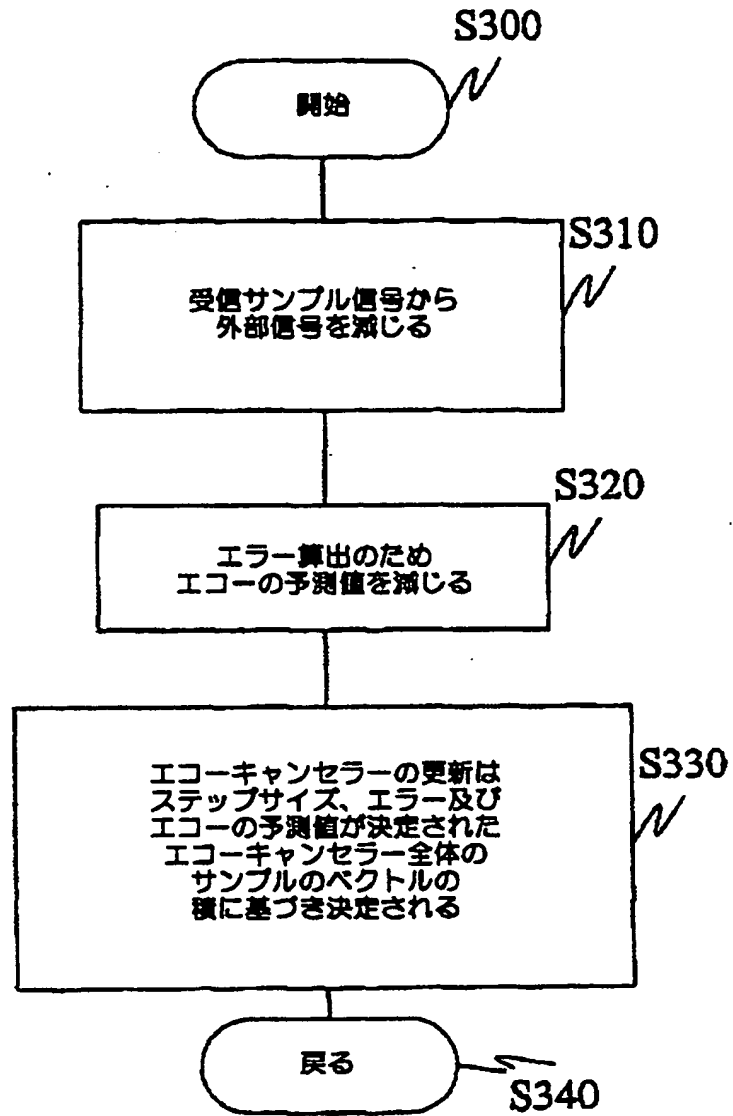 S300
開始
S310
受信サンプル信号から
外部信号を減じる
S320
エラー算出のため
エコーの予測値を減じる
S330
エコーキャンセラーの更新は
ステップサイズ、エラー及び
エコーの予測値が決定された
エコーキャンセラー全体の
サンプルのベクトルの
積に基づき決定される
戻る
S340